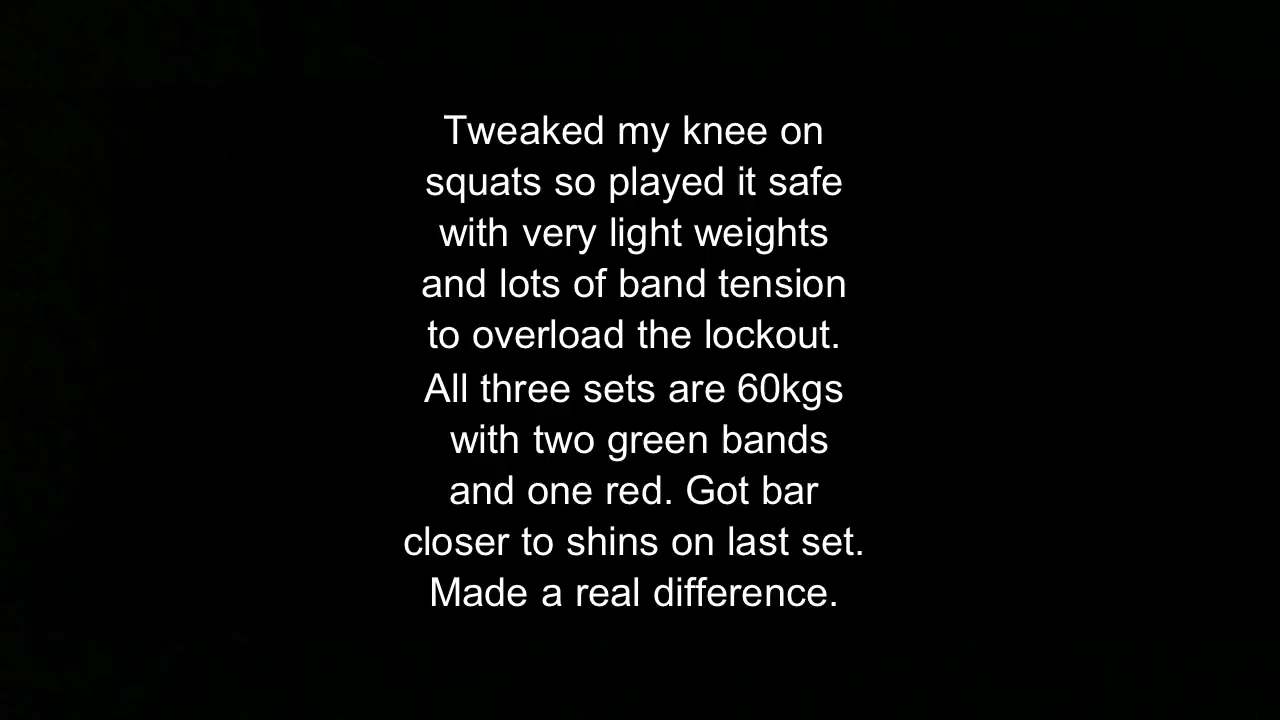 Tweaked my knee on
squats so played it safe
with very light weights
and lots of band tension
to overload the lockout.
All three sets are 60kgs
with two green bands
and one red. Got bar
closer to shins on last set.
Made a real difference.